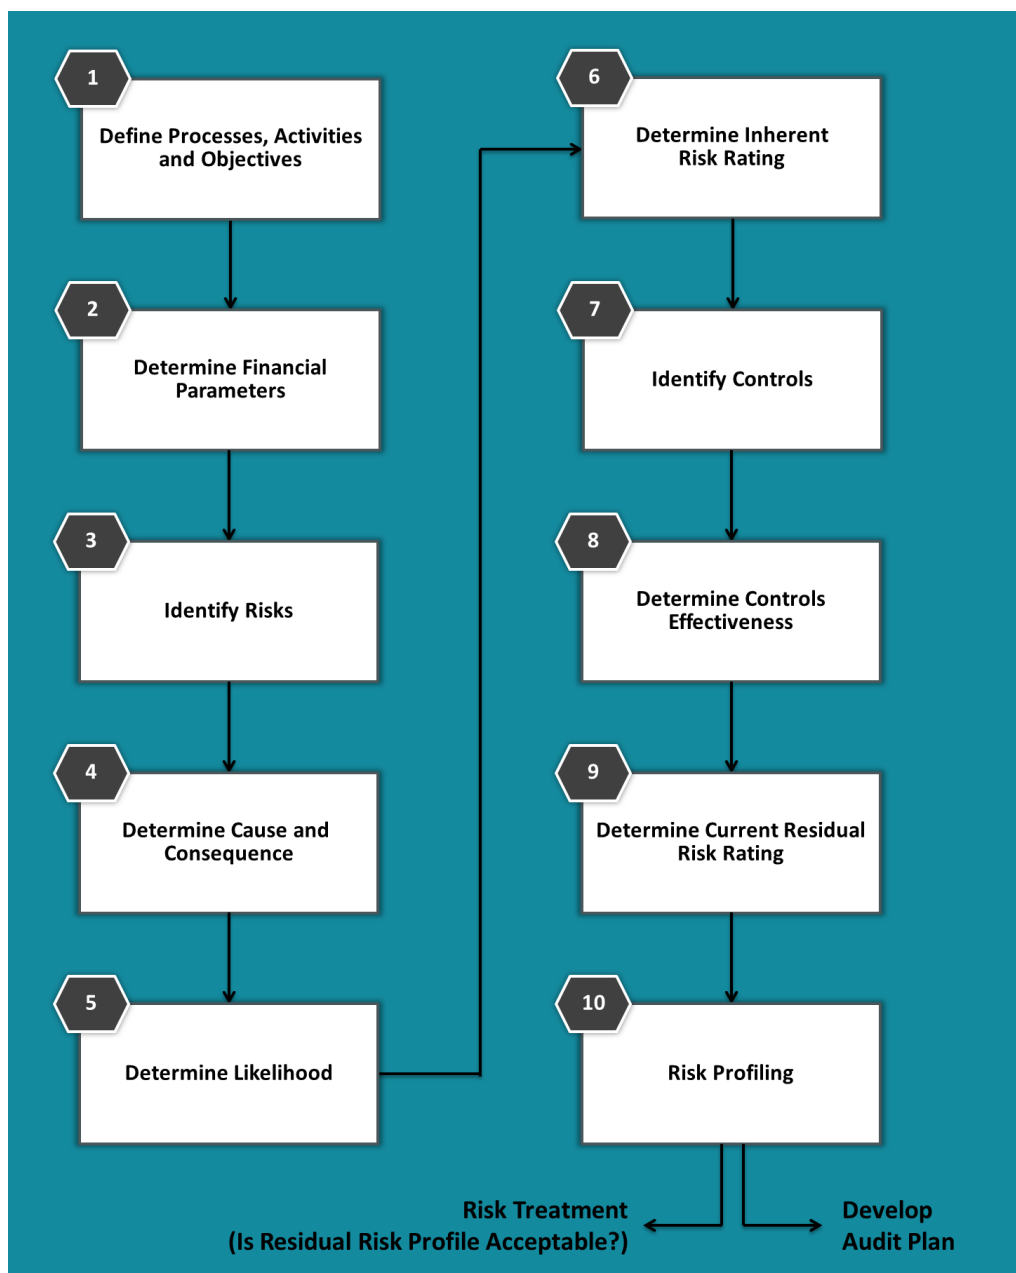 1
Define Processes, Activities
and Objectives
2
Determine Financial
Parameters
3
Identify Risks
4
Determine Cause and
Consequence
5
Determine Likelihood
6
Determine Inherent
Risk Rating
7
Identify Controls
8
Determine Controls
Effectiveness
9
Determine Current Residual
Risk Rating
10
Risk Profiling
Risk Treatment
(Is Residual Risk Profile Acceptable?)
Develop
Audit Plan